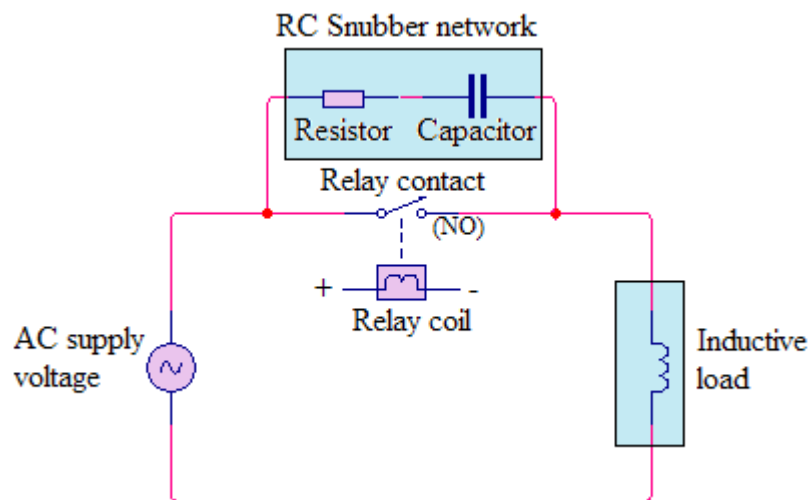 RC Snubber network
Resistor
Capacitor
Relay contact
(NO)
+
-
Relay coil
AC supply
voltage
Inductive
load